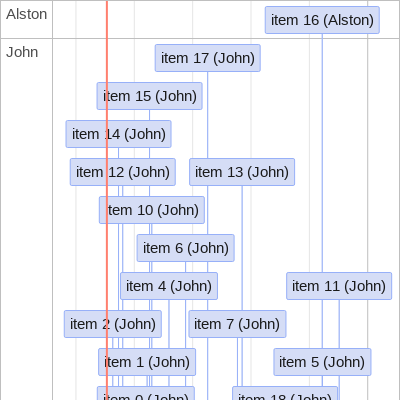 Alston
item 16 (Alston)
John
item 17 (John)
item 15 (John)
item 14 (John)
item 12 (John)
item 13 (John)
item 10 (John)
item 6 (John)
item 4 (John)
item 11 (John)
item 2 (John)
item 7 (John)
item 1 (John)
item 5 (John)
item 0 (John)
item 18 (John)